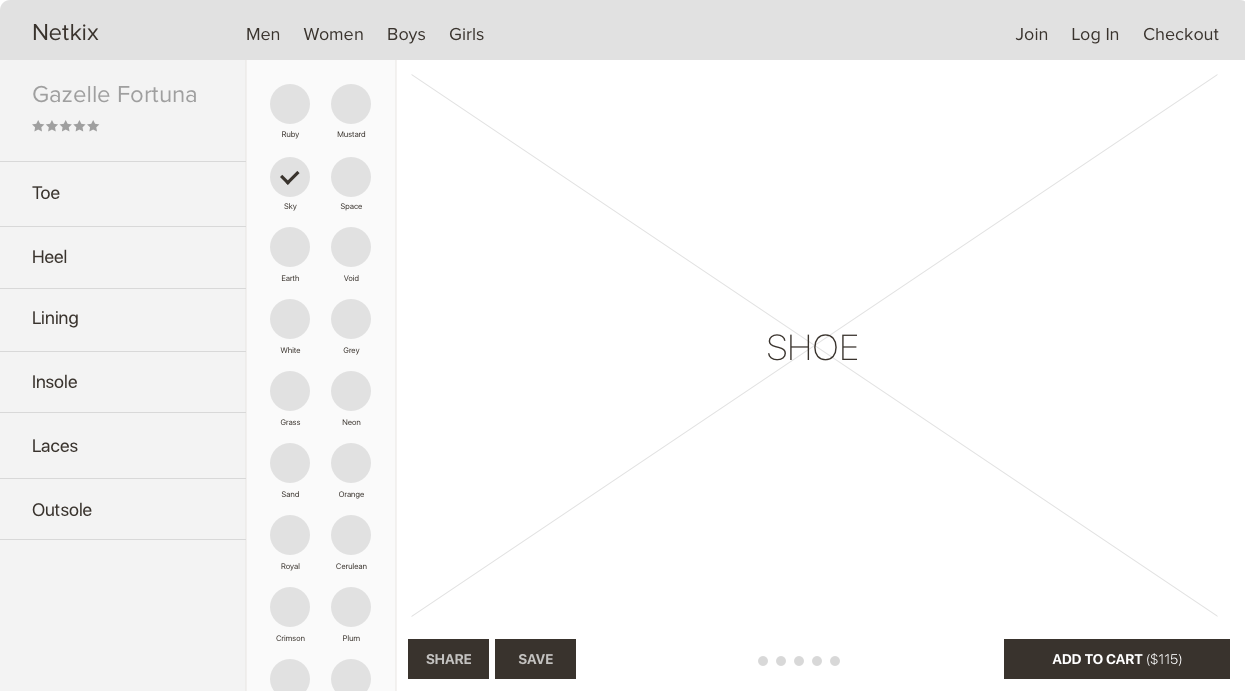 Netkix
Men Women Boys Girls
Join Log In Checkout
Gazelle Fortuna
Toe
Heel
Lining
Insole
Laces
Outsole
Ruby Mustard
Sky Space
Earth Void
White Grey
Grass Neon
Sand Orange
Royal Cerulean
Crimson Plum
SHOE
SHARE SAVE
ADD TO CART ($115)